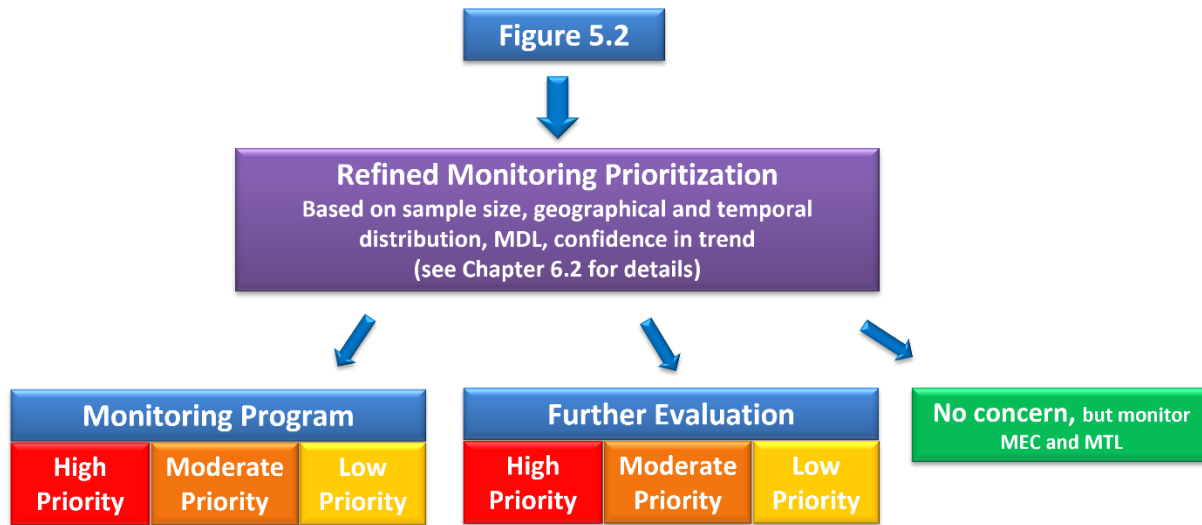 Figure 5.2
Refined Monitoring Prioritization
Based on sample size, geographical and temporal
distribution, MDL, confidence in trend
(see Chapter 6.2 for details)
Monitoring Program
High
Priority
Moderate
Priority
Low
Priority
Further Evaluation
High
Priority
Moderate
Priority
Low
Priority
No concern, but monitor
MEC and MTL